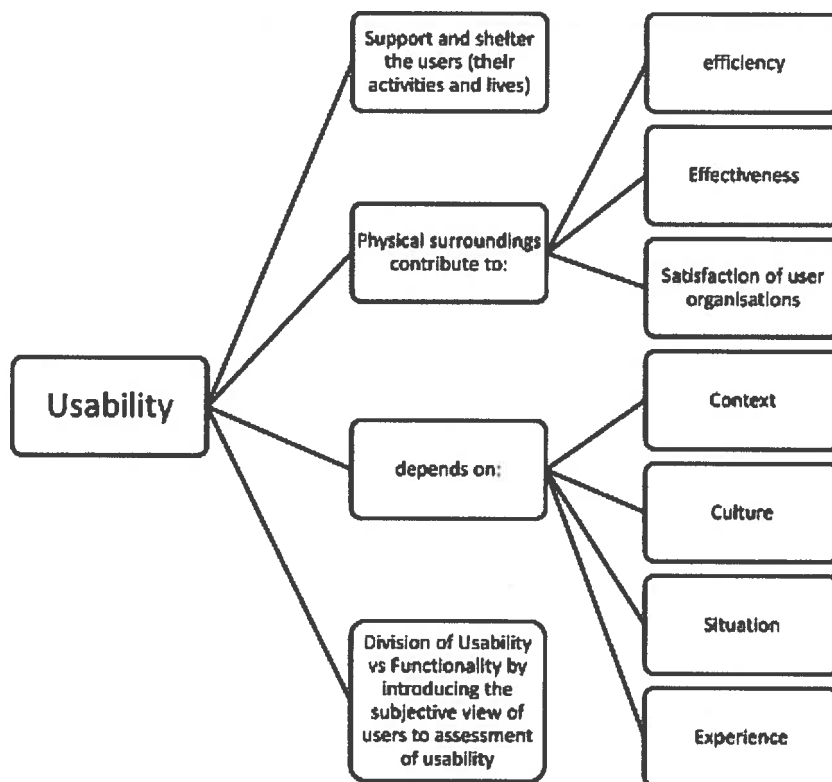 Usability
Support and shelter
the users (their
activities and lives)
Physical surroundings
contribute to:
efficiency
Effectiveness
Satisfaction of user
organisations
depends on:
Context
Culture
Situation
Experience
Division of Usability
vs Functionality by
introducing the
subjective view of
users to assessment
of usability